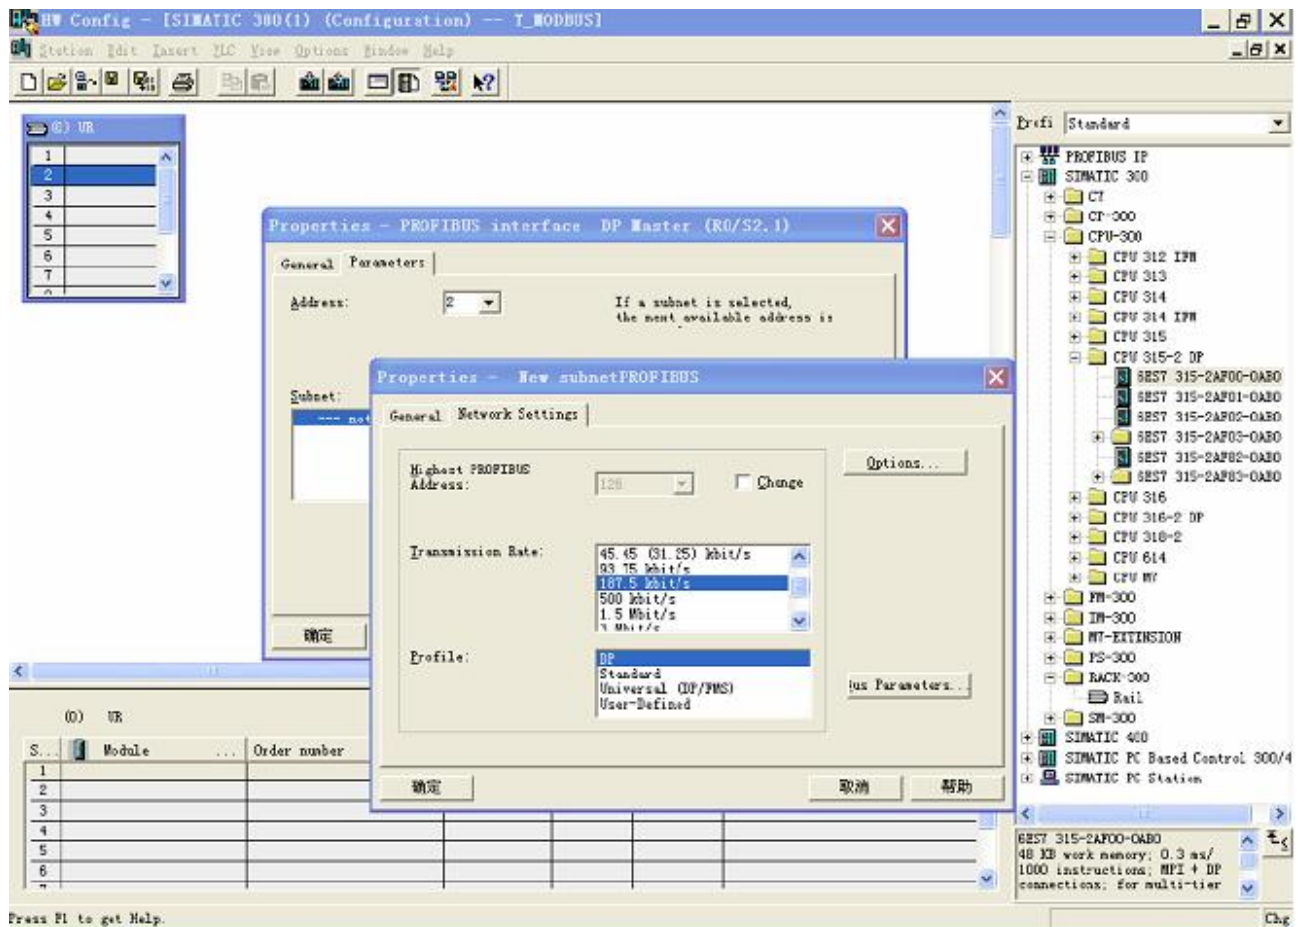 HW Config - [SIMATIC 300(1) (Configuration) -- T_MODBUS]
Station Edit Insert PLC View Options Window Help
(0) UR
1
2
3
4
5
6
7
Profi Standard
PROFIBUS IP
SIMATIC 300
C7
CP-300
CPU-300
CPU 312 IFM
CPU 313
CPU 314
CPU 314 IFM
CPU 315
CPU 315-2 DP
6ES7 315-2AF00-0AB0
6ES7 315-2AF01-0AB0
6ES7 315-2AF02-0AB0
6ES7 315-2AF03-0AB0
6ES7 315-2AF82-0AB0
6ES7 315-2AF83-0AB0
CPU 316
CPU 316-2 DP
CPU 318-2
CPU 614
CPU M7
FM-300
IM-300
M7-EXTENSION
PS-300
RACK-300
Rail
SM-300
SIMATIC 400
SIMATIC PC Based Control 300/4
SIMATIC PC Station
6ES7 315-2AF00-0AB0
48 KB work memory; 0.3 ms/
1000 instructions; MPI + DP
connections; for multi-tier
Properties - PROFIBUS interface DP Master (R0/S2.1)
General Parameters
Address: 2
If a subnet is selected,
the next available address is
Subnet:
--- not
确定
Properties - New subnetPROFIBUS
General Network Settings
Highest PROFIBUS
Address: 126 Change
Options...
Transmission Rate:
45.45 (31.25) kbit/s
93.75 kbit/s
187.5 kbit/s
500 kbit/s
1.5 Mbit/s
3 Mbit/s
Profile:
DP
Standard
Universal (DP/FMS)
User-Defined
us Parameters...
确定 取消 帮助
(0) UR
S... Module ... Order number
1
2
3
4
5
6
7
Press F1 to get Help. Chg